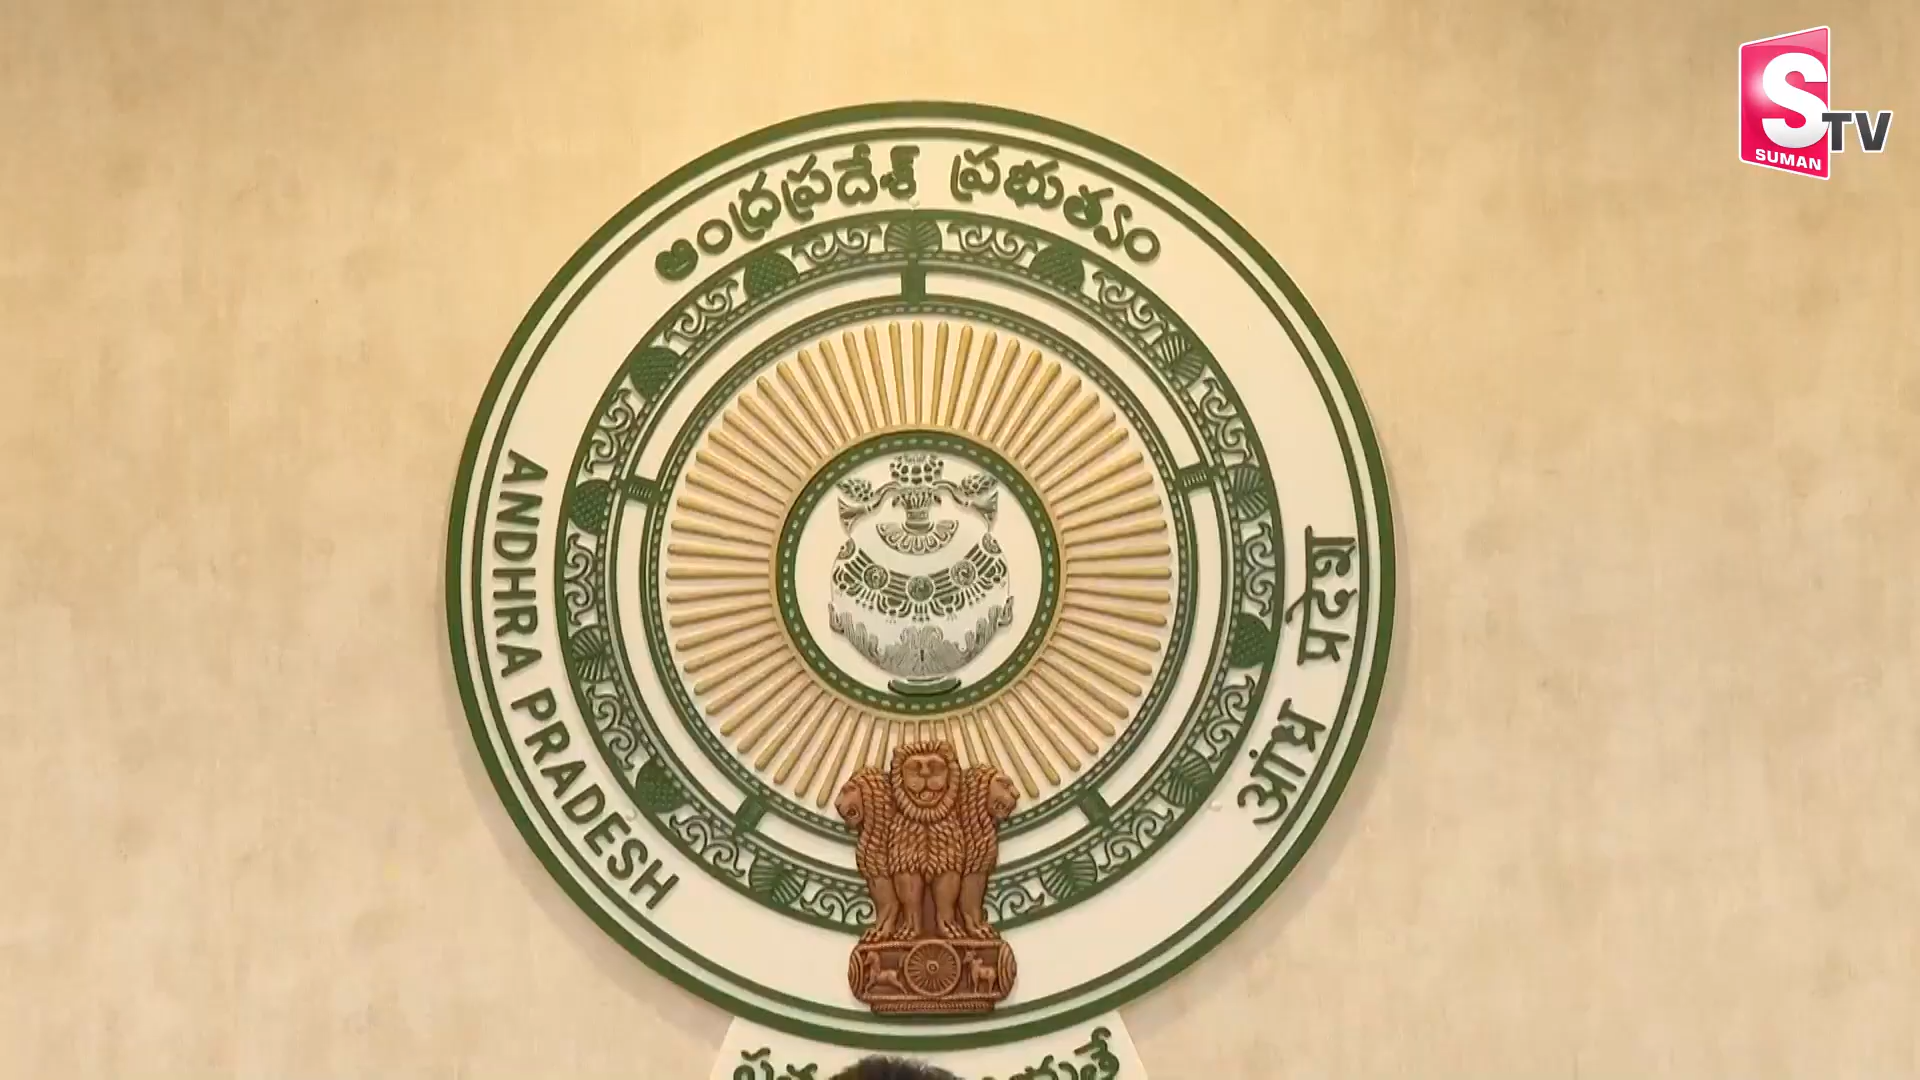 ఆంధ్రప్రదేశ్ ప్రభుత్వం
ANDHRA PRADESH
आंध्र प्रदेश
S
TV
SUMAN